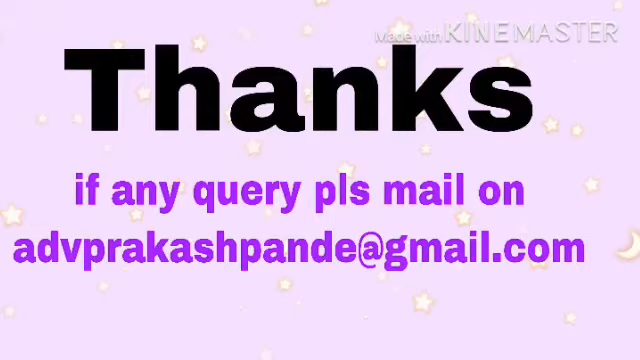 Made with KINEMASTER
Thanks
if any query pls mail on
advprakashpande@gmail.com